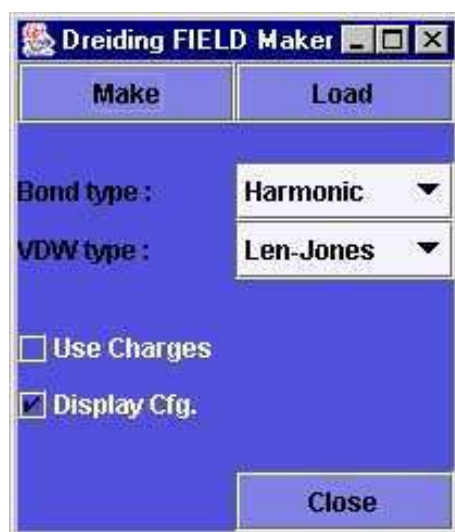 Dreiding FIELD Maker
Make Load
Bond type : Harmonic
VDW type : Len-Jones
Use Charges
Display Cfg.
Close